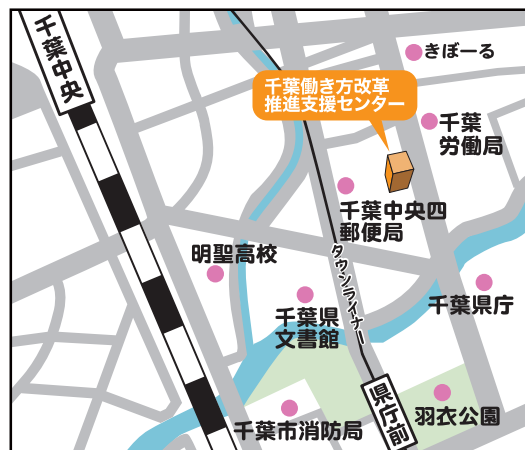 千葉中央
きぼーる
千葉働き方改革
推進支援センター
千葉
労働局
千葉中央四
郵便局
明聖高校
タウンライナー
千葉県庁
千葉県
文書館
県庁前
羽衣公園
千葉市消防局